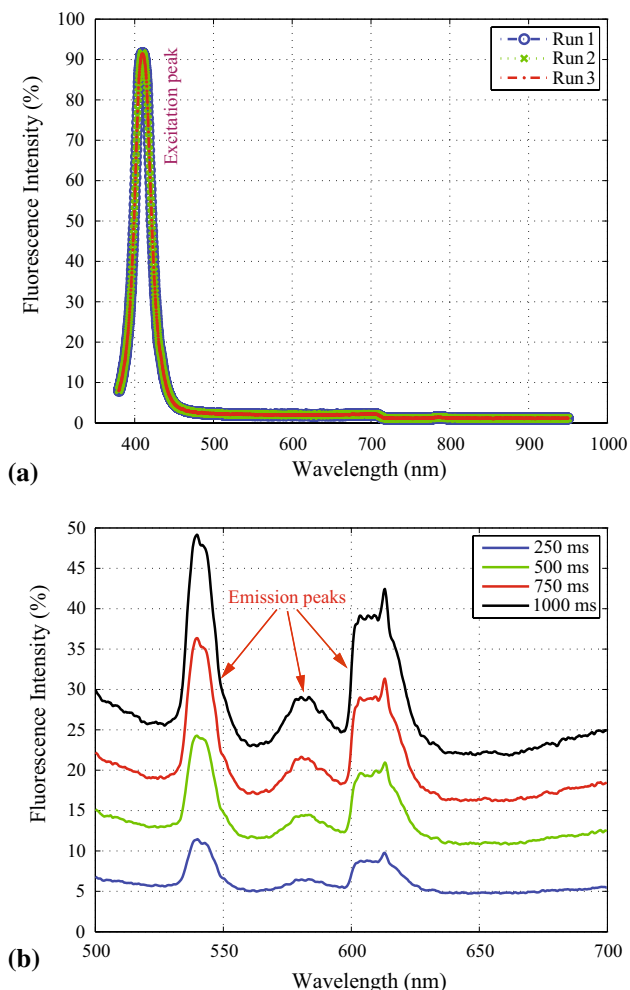 100
90
80
70
60
50
40
30
20
10
0
Fluorescence Intensity (%)
Excitation peak
Run 1
Run 2
Run 3
400 500 600 700 800 900 1000
Wavelength (nm)
(a)
50
45
40
35
30
25
20
15
10
5
0
Fluorescence Intensity (%)
Emission peaks
250 ms
500 ms
750 ms
1000 ms
500 550 600 650 700
Wavelength (nm)
(b)